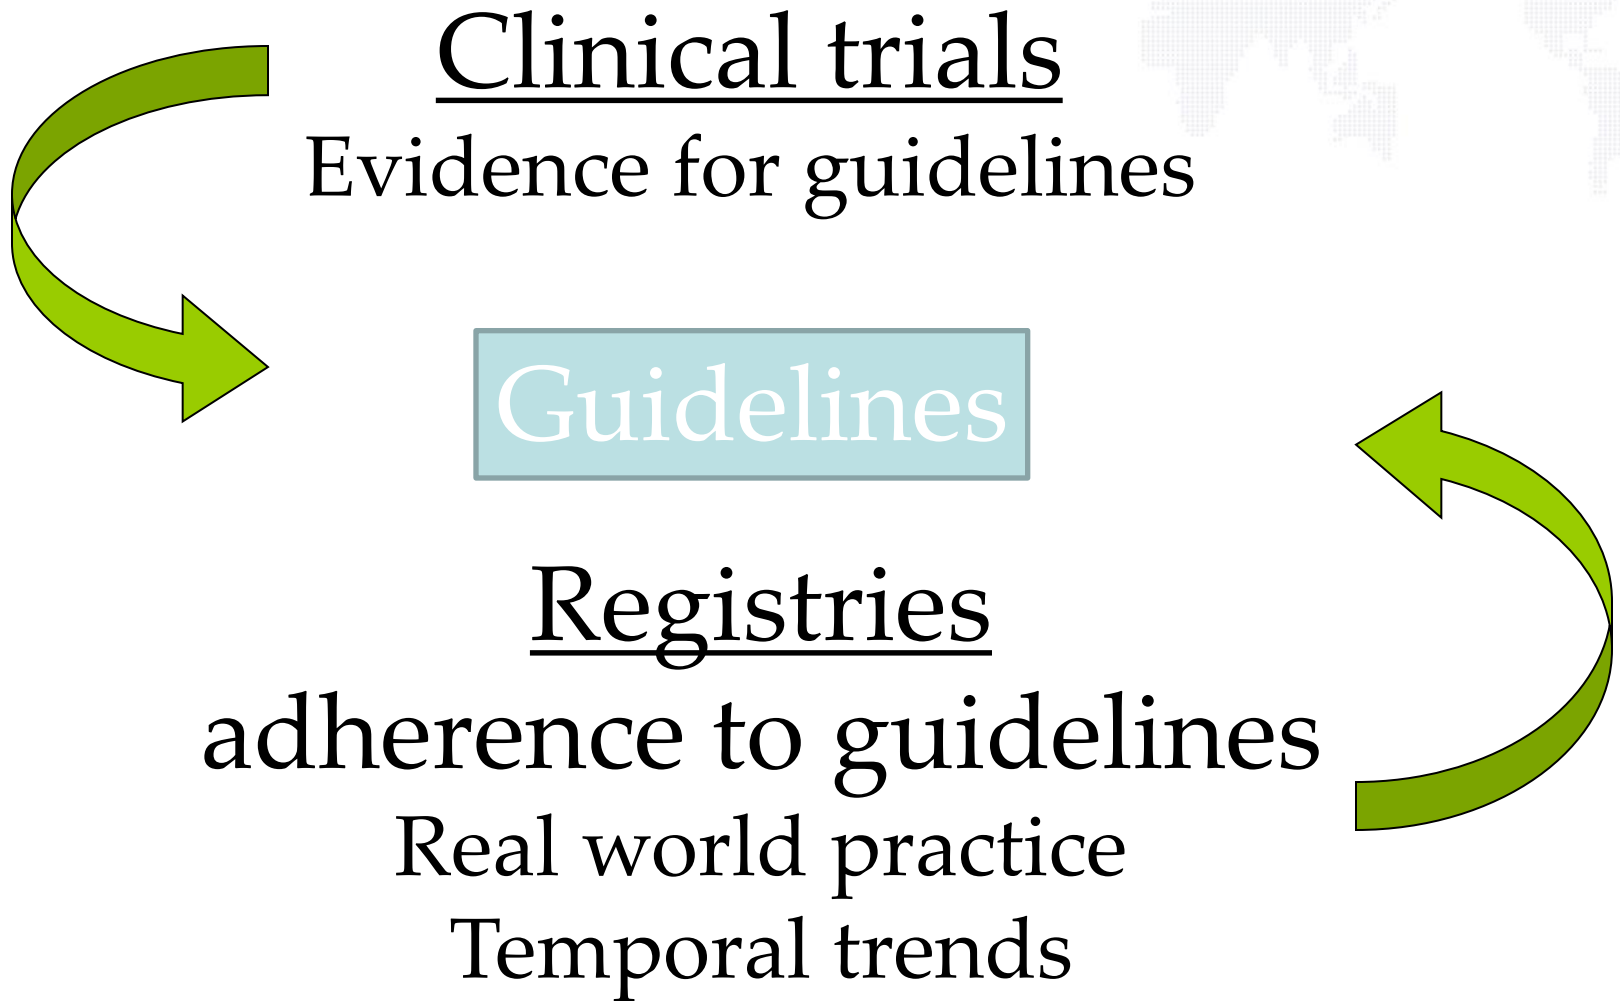 Clinical trials
Evidence for guidelines
Guidelines
Registries
adherence to guidelines
Real world practice
Temporal trends